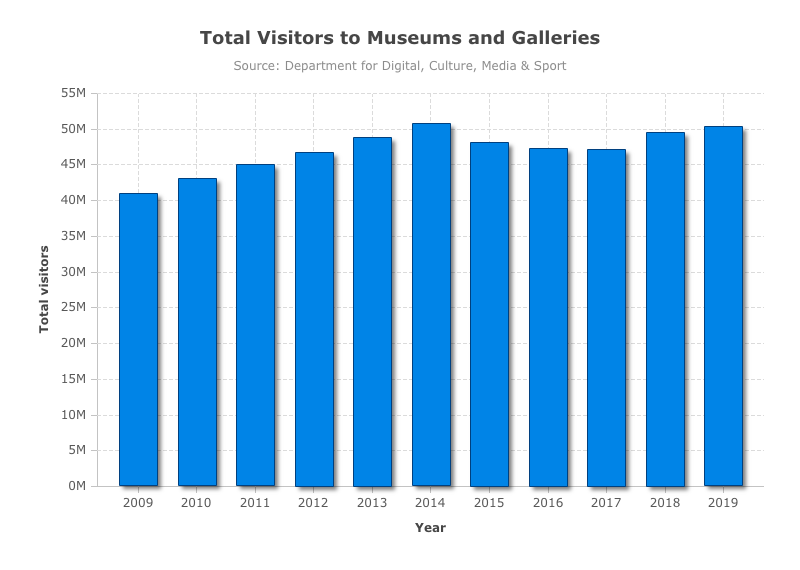 Total Visitors to Museums and Galleries
Source: Department for Digital, Culture, Media & Sport
55M
50M
45M
40M
35M
30M
25M
20M
15M
10M
5M
0M
Total visitors
2009 2010 2011 2012 2013 2014 2015 2016 2017 2018 2019
Year